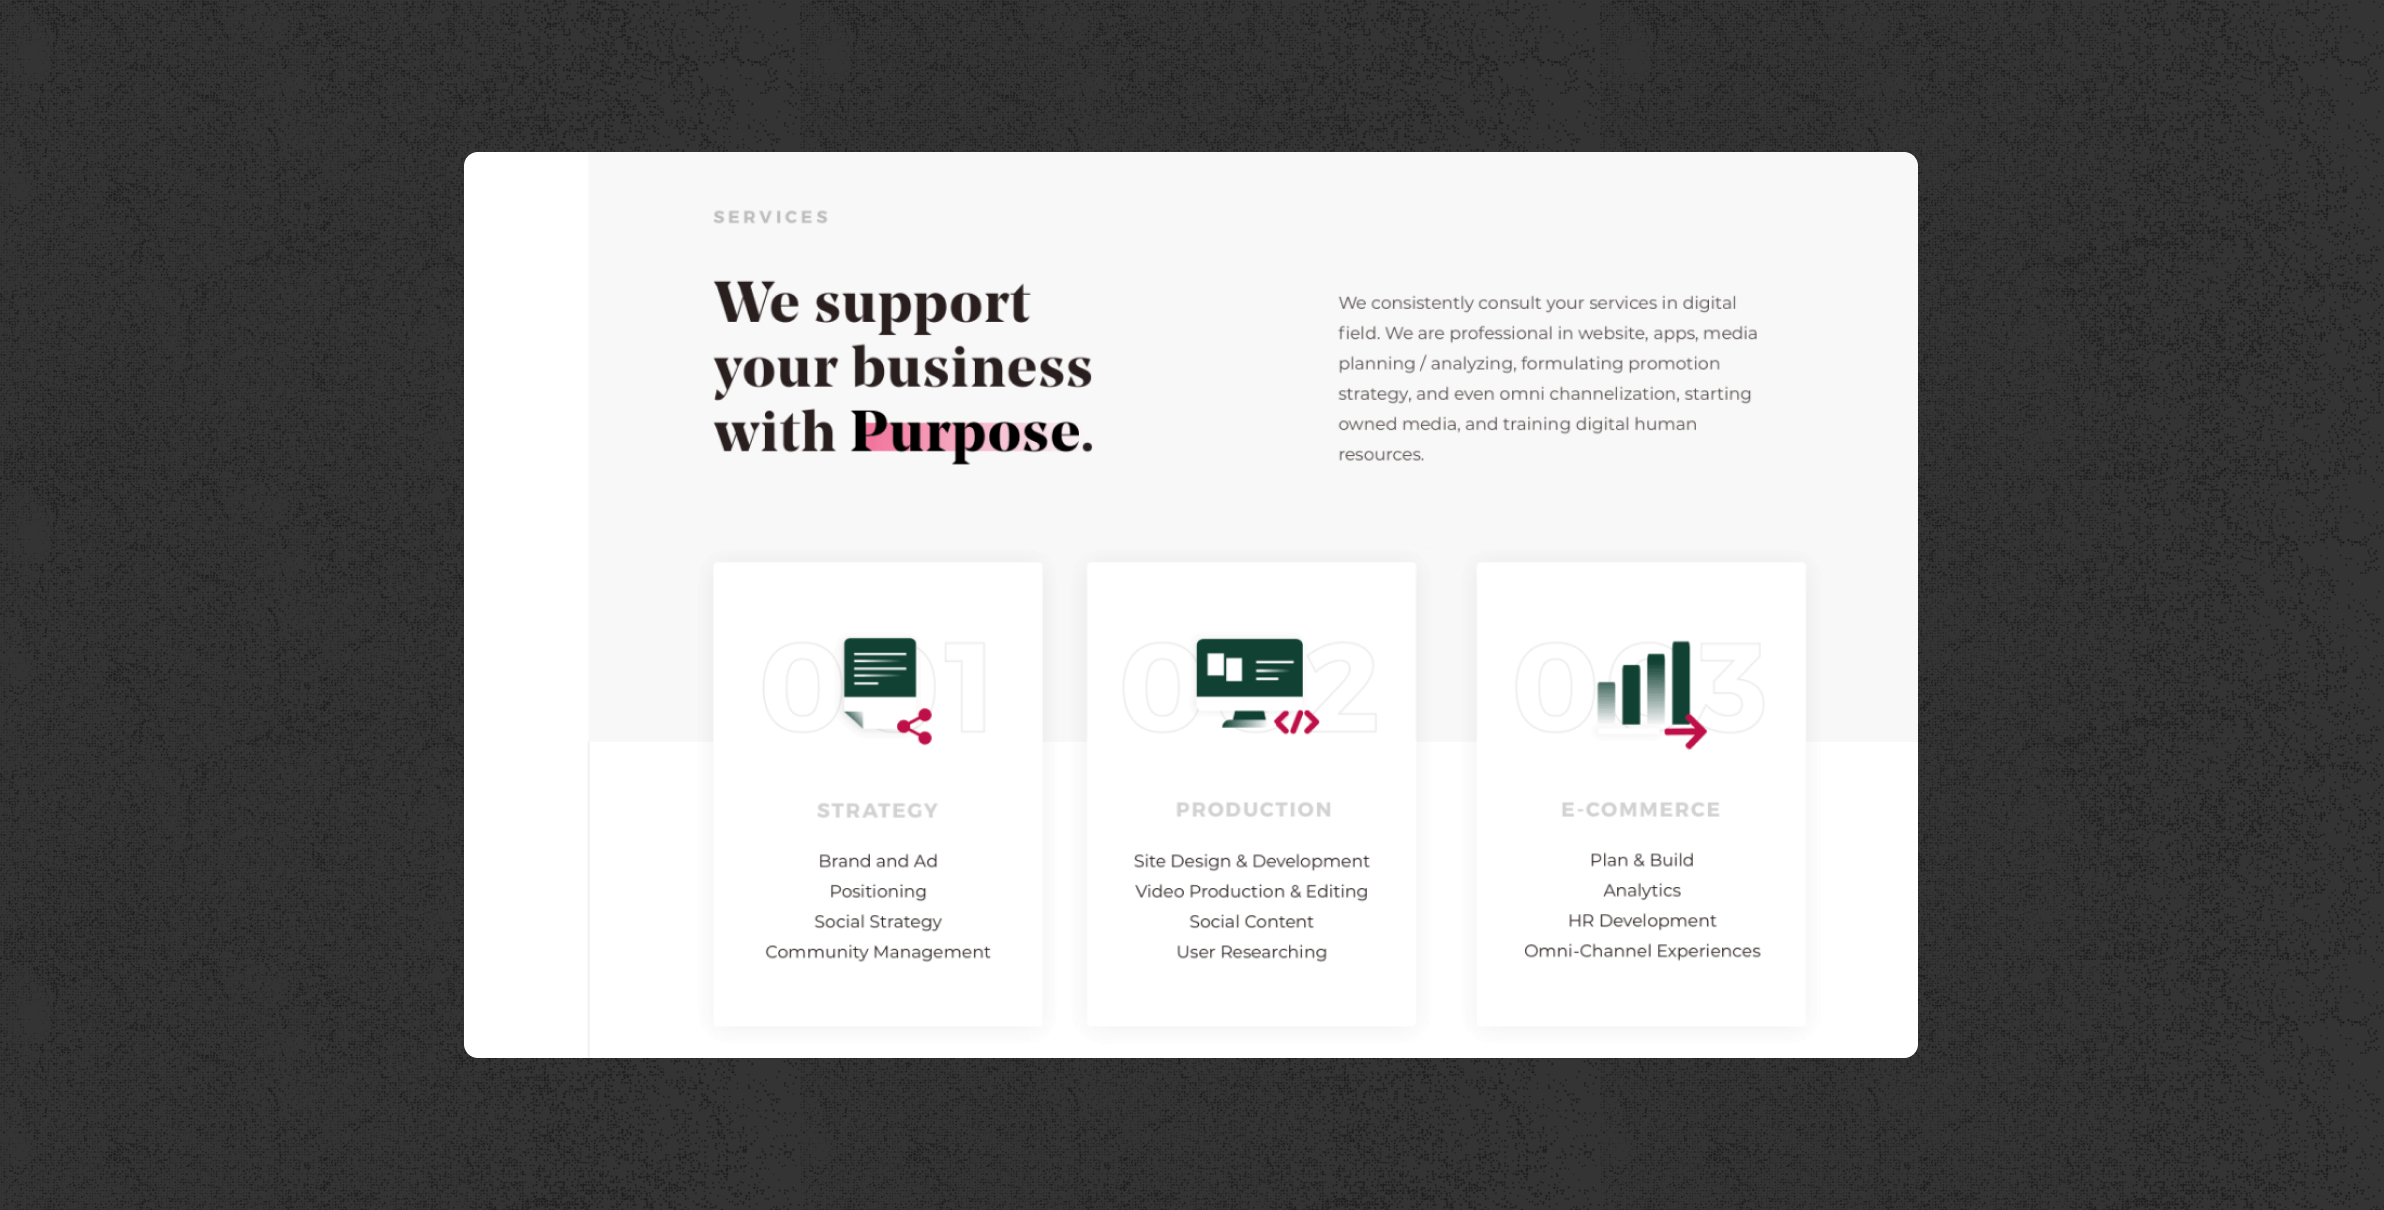 SERVICES
We support
your business
with Purpose.
We consistently consult your services in digital
field. We are professional in website, apps, media
planning / analyzing, formulating promotion
strategy, and even omni channelization, starting
owned media, and training digital human
resources.
001
STRATEGY
Brand and Ad
Positioning
Social Strategy
Community Management
002
</>
PRODUCTION
Site Design & Development
Video Production & Editing
Social Content
User Researching
003
E-COMMERCE
Plan & Build
Analytics
HR Development
Omni-Channel Experiences